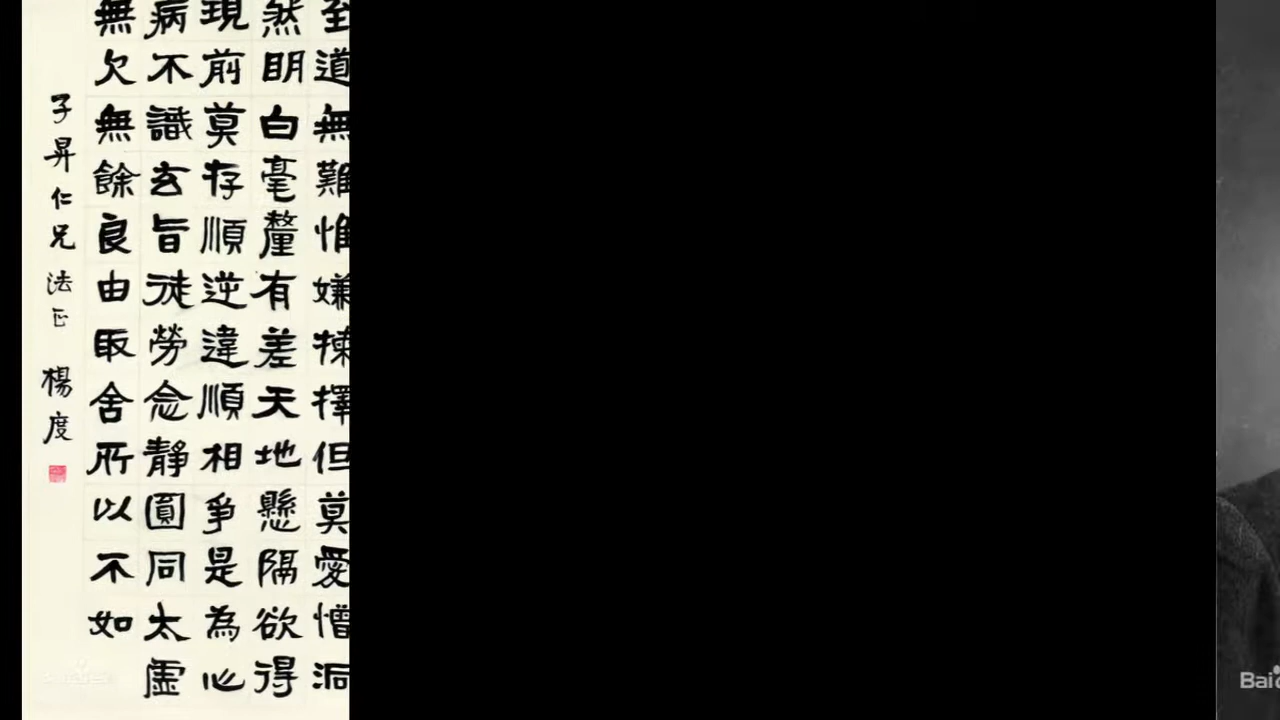 至道無難惟嫌揀擇但莫愛憎洞
然明白毫釐有差天地懸隔欲得
現前莫存順逆違順相爭是為心
病不識玄旨徒勞念靜圓同太虛
無欠無餘良由取舍所以不如
子昇仁兄法正 楊度
Bai